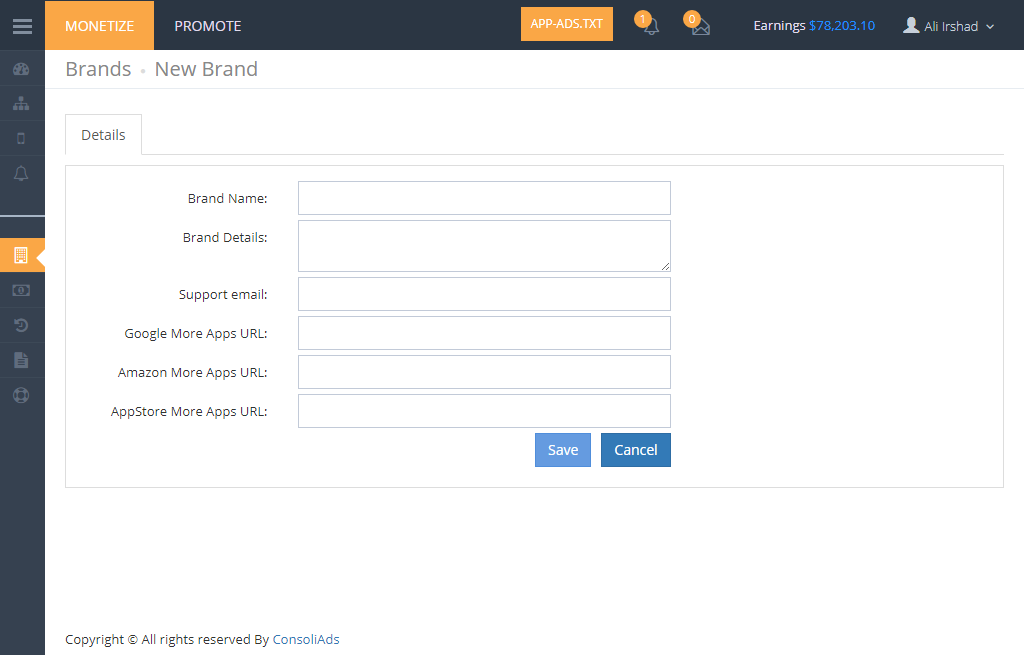 MONETIZE PROMOTE APP-ADS.TXT 1 0 Earnings $78,203.10 Ali Irshad
Brands • New Brand
Details
Brand Name:
Brand Details:
Support email:
Google More Apps URL:
Amazon More Apps URL:
AppStore More Apps URL:
Save Cancel
Copyright © All rights reserved By ConsoliAds